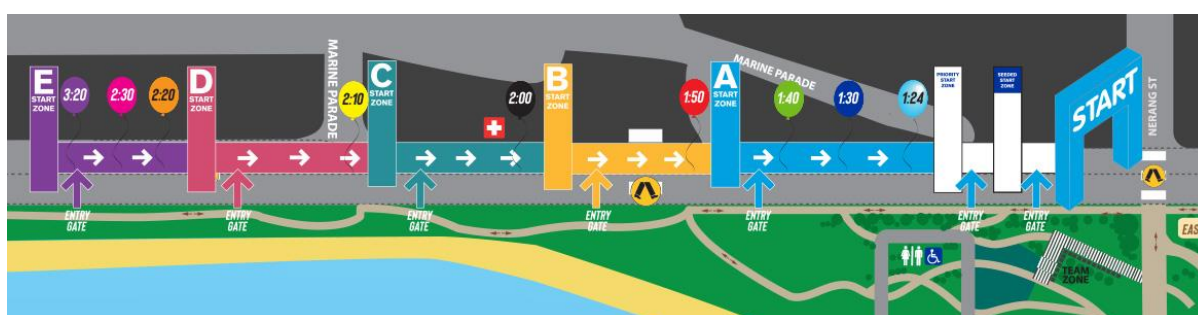 E
START
ZONE
3:20
2:30
2:20
D
START
ZONE
MARINE PARADE
2:10
C
START
ZONE
2:00
B
START
ZONE
1:50
A
START
ZONE
MARINE PARADE
1:40
1:30
1:24
PRIORITY
START
ZONE
SEEDED
START
ZONE
START
NERANG ST
ENTRY
GATE
ENTRY
GATE
ENTRY
GATE
ENTRY
GATE
ENTRY
GATE
ENTRY
GATE
ENTRY
GATE
EAS
TEAM
ZONE